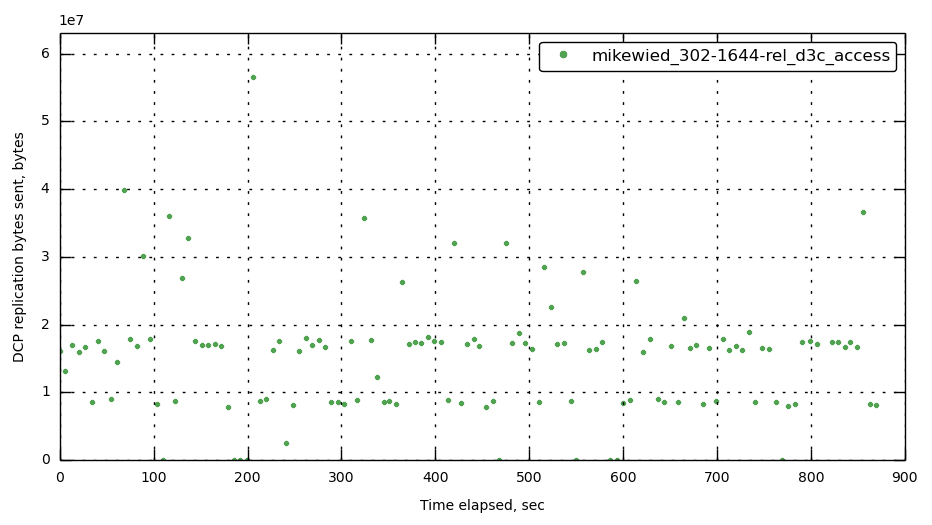 1e7
6
5
4
3
2
1
0
DCP replication bytes sent, bytes
mikewied_302-1644-rel_d3c_access
0 100 200 300 400 500 600 700 800 900
Time elapsed, sec